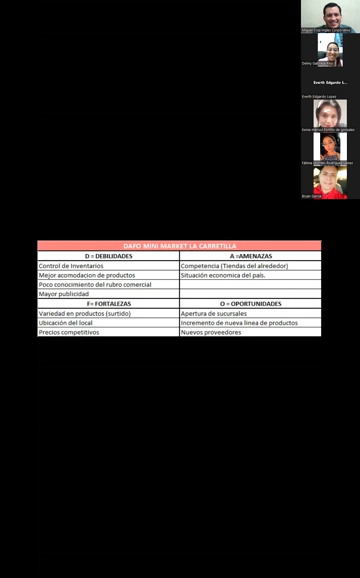 Everth Edgardo L...
Everth Edgardo Lopez
DAFO MINI MARKET LA CARRETILLA
D = DEBILIDADES
A =AMENAZAS
Control de Inventarios
Competencia (Tiendas del alrededor)
Mejor acomodacion de productos
Situación economica del país.
Poco conocimiento del rubro comercial
Mayor publicidad
F= FORTALEZAS
O = OPORTUNIDADES
Variedad en productos (surtido)
Apertura de sucursales
Ubicación del local
Incremento de nueva linea de productos
Precios competitivos
Nuevos proveedores